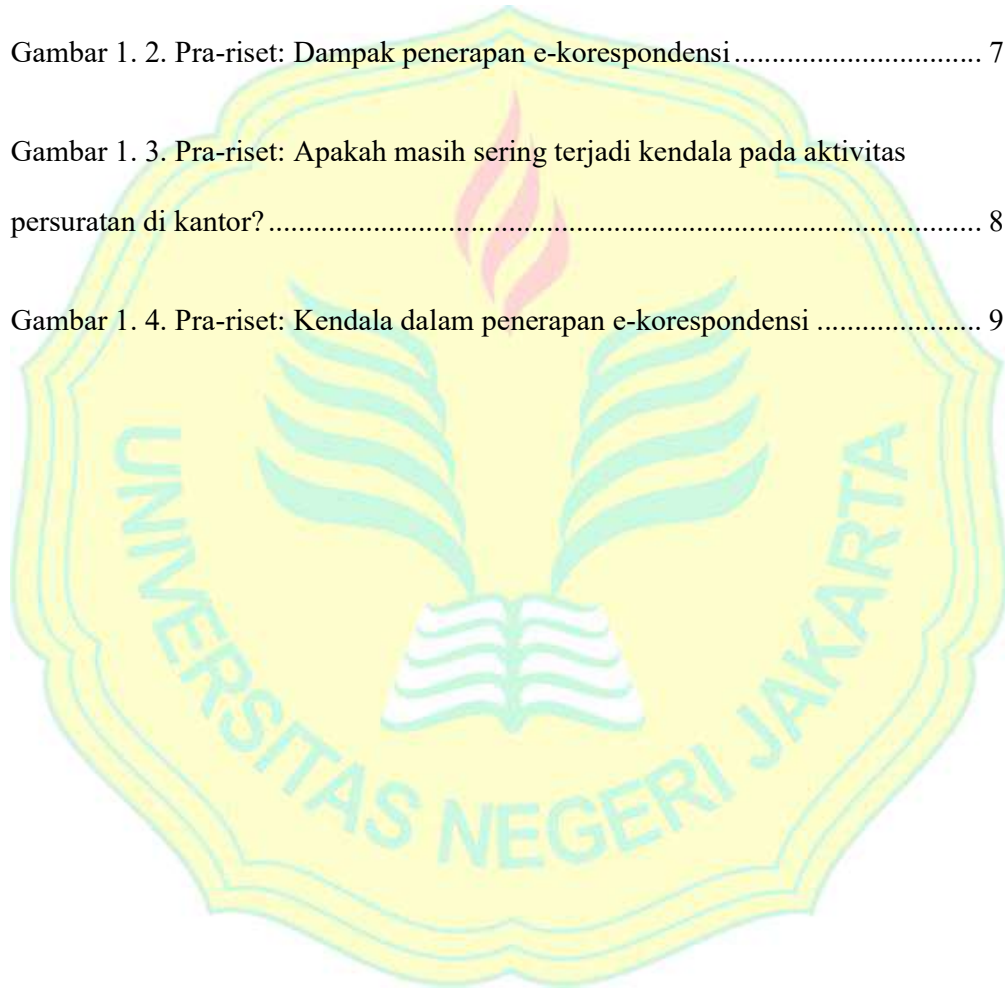 Gambar 1. 2. Pra-riset: Dampak penerapan e-korespondensi................................. 7
Gambar 1. 3. Pra-riset: Apakah masih sering terjadi kendala pada aktivitas
persuratan di kantor?............................................................................................... 8
Gambar 1. 4. Pra-riset: Kendala dalam penerapan e-korespondensi ...................... 9
UNIVERSITAS NEGERI JAKARTA